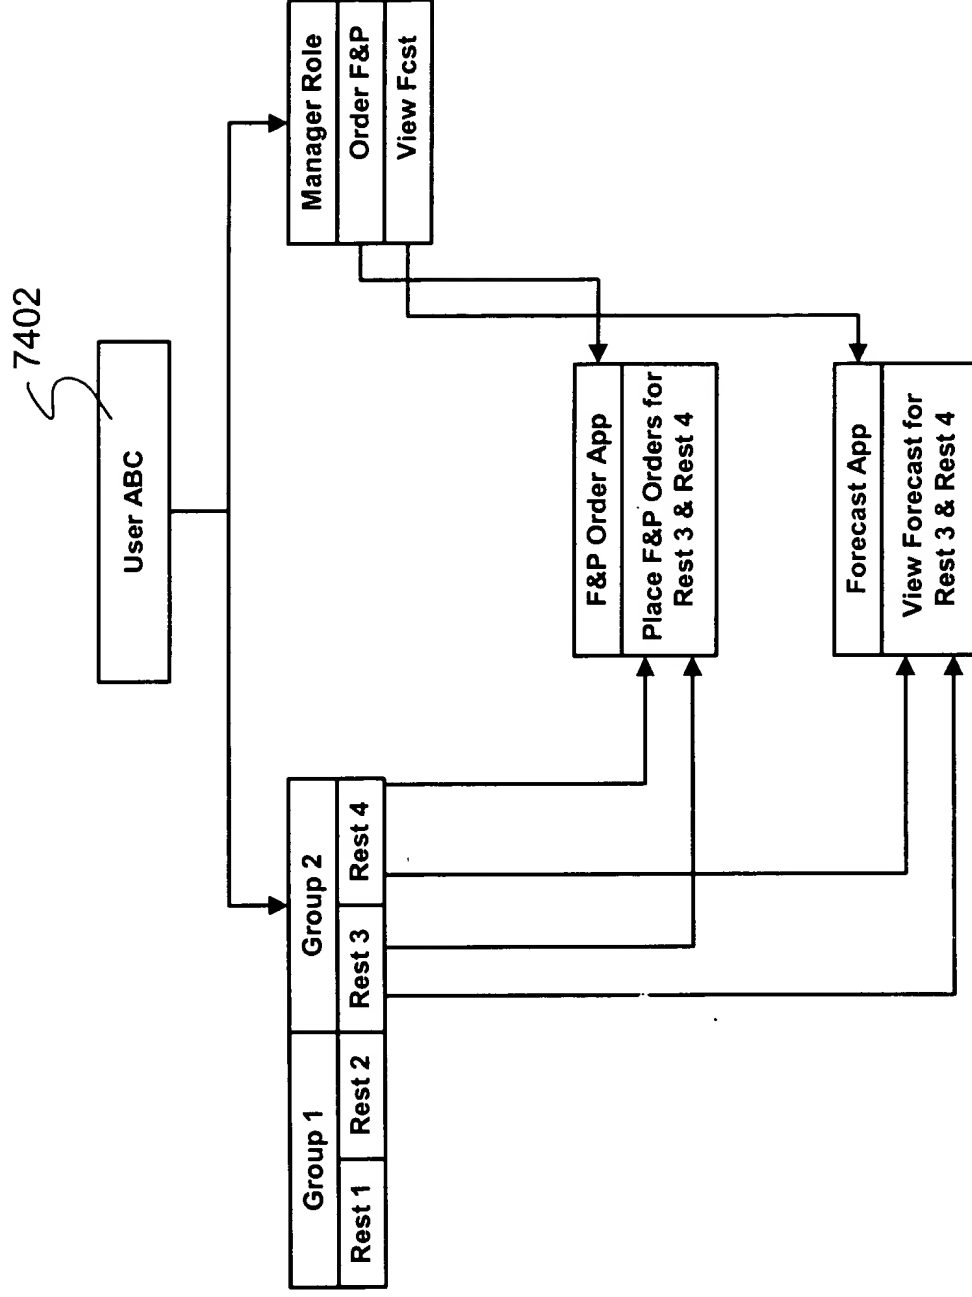 7402
User ABC
Group 1
Group 2
Rest 1
Rest 2
Rest 3
Rest 4
Manager Role
Order F&P
View Fcst
F&P Order App
Place F&P Orders for
Rest 3 & Rest 4
Forecast App
View Forecast for
Rest 3 & Rest 4